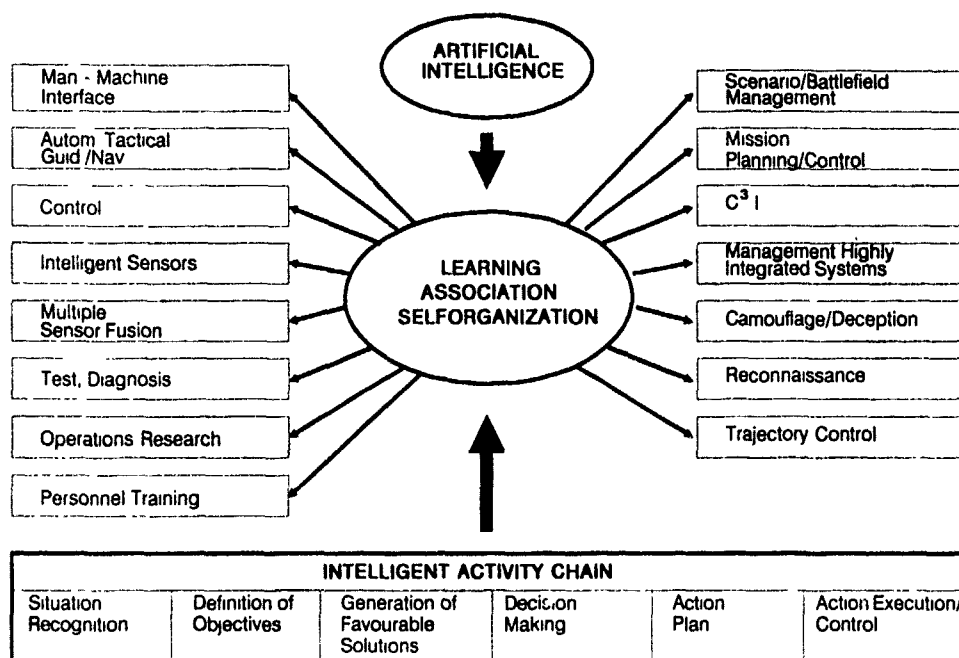 ARTIFICIAL
INTELLIGENCE
Man - Machine
Interface
Autom Tactical
Guid /Nav
Control
Intelligent Sensors
Multiple
Sensor Fusion
Test, Diagnosis
Operations Research
Personnel Training
LEARNING
ASSOCIATION
SELFORGANIZATION
Scenario/Battlefield
Management
Mission
Planning/Control
C³ I
Management Highly
Integrated Systems
Camouflage/Deception
Reconnaissance
Trajectory Control
INTELLIGENT ACTIVITY CHAIN
Situation
Recognition
Definition of
Objectives
Generation of
Favourable
Solutions
Decision
Making
Action
Plan
Action Execution/
Control